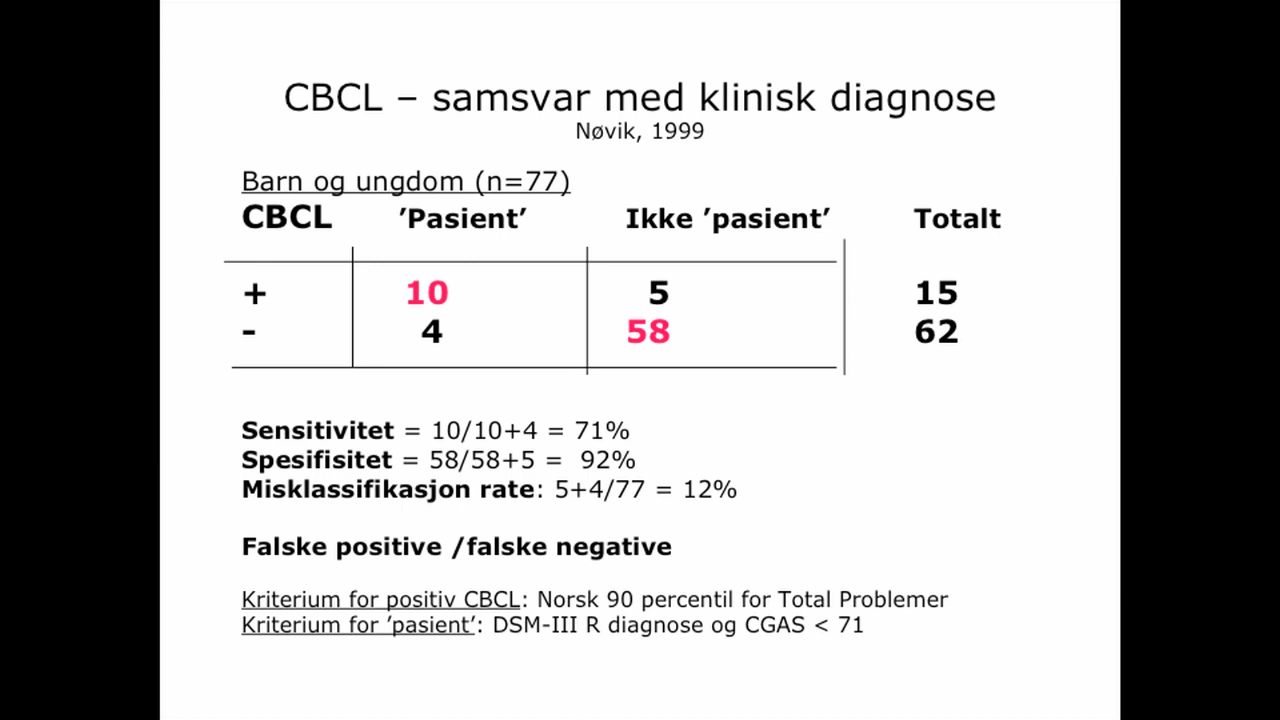 CBCL – samsvar med klinisk diagnose
Nøvik, 1999
Barn og ungdom (n=77)
CBCL ’Pasient’ Ikke ’pasient’ Totalt
+ 10 5 15
- 4 58 62
Sensitivitet = 10/10+4 = 71%
Spesifisitet = 58/58+5 = 92%
Misklassifikasjon rate: 5+4/77 = 12%
Falske positive /falske negative
Kriterium for positiv CBCL: Norsk 90 percentil for Total Problemer
Kriterium for ’pasient’: DSM-III R diagnose og CGAS < 71